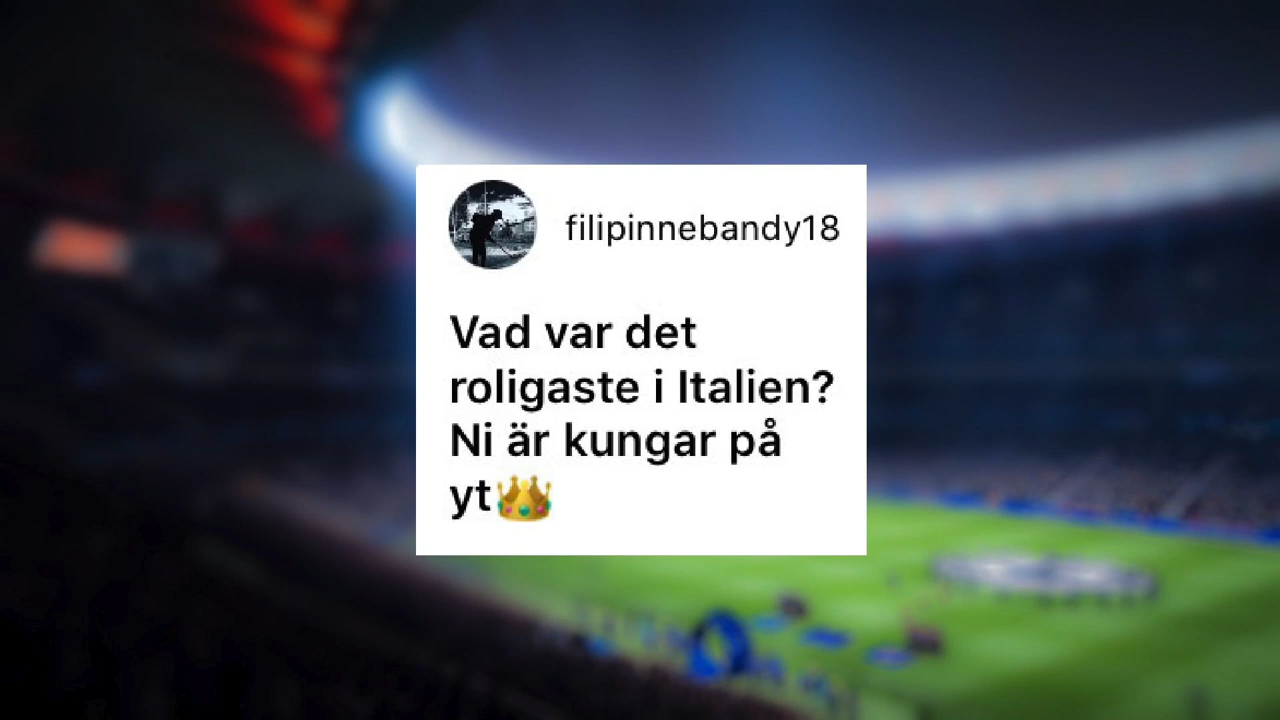 filipinnebandy18
Vad var det
roligaste i Italien?
Ni är kungar på
yt👑